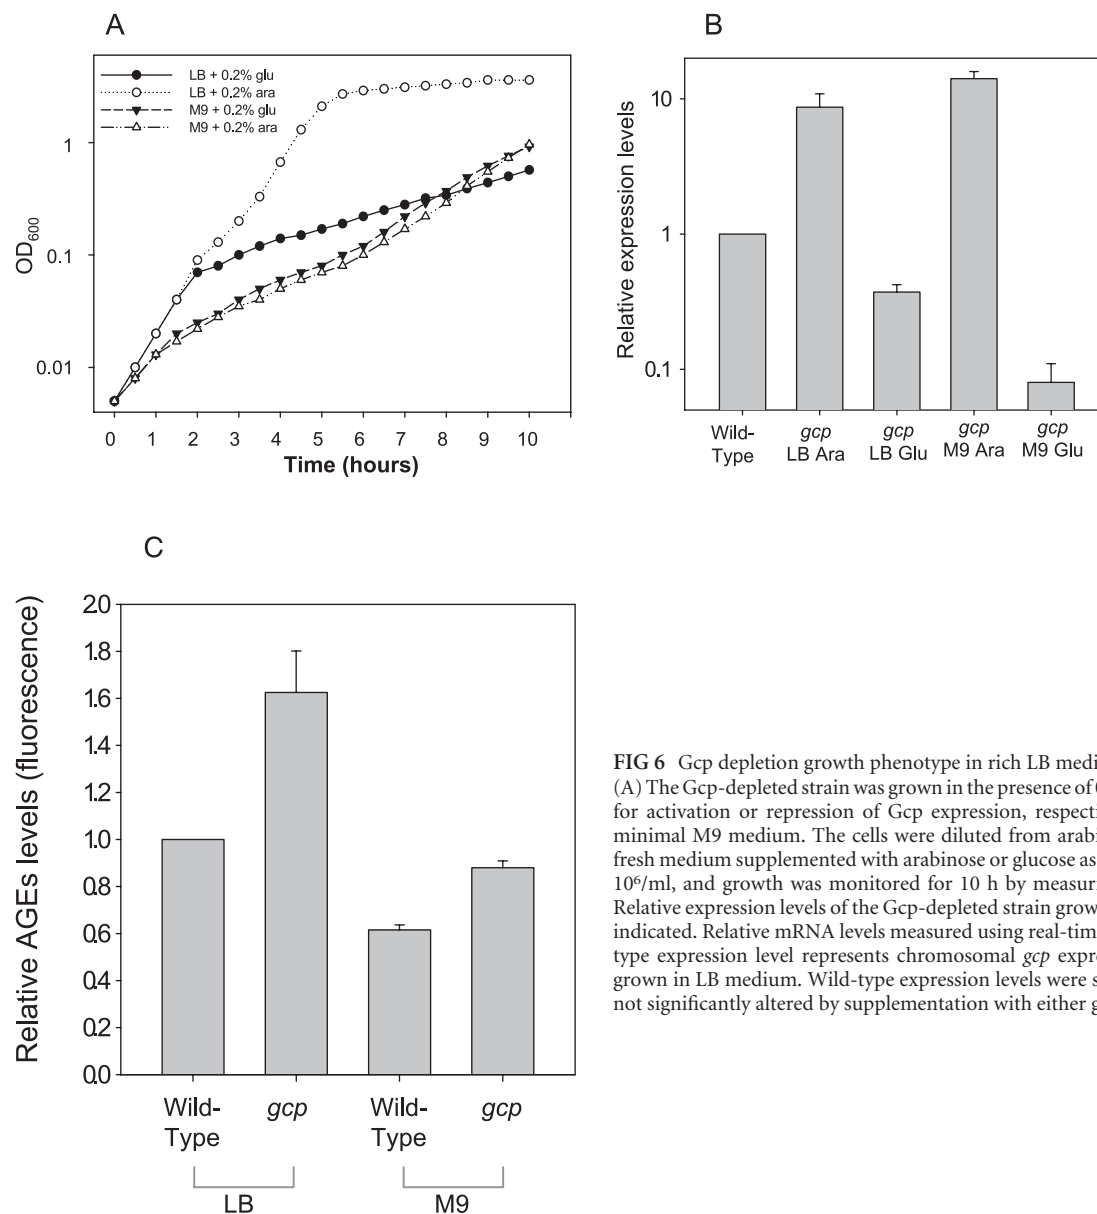 A
LB + 0.2% glu
LB + 0.2% ara
M9 + 0.2% glu
M9 + 0.2% ara
OD600
1
0.1
0.01
0 1 2 3 4 5 6 7 8 9 10
Time (hours)
B
Relative expression levels
10
1
0.1
Wild-Type
gcp LB Ara
gcp LB Glu
gcp M9 Ara
gcp M9 Glu
C
Relative AGEs levels (fluorescence)
2.0
1.8
1.6
1.4
1.2
1.0
0.8
0.6
0.4
0.2
0.0
Wild-Type
gcp
Wild-Type
gcp
LB
M9
FIG 6 Gcp depletion growth phenotype in rich LB medi
(A) The Gcp-depleted strain was grown in the presence of
for activation or repression of Gcp expression, respecti
minimal M9 medium. The cells were diluted from arabi
fresh medium supplemented with arabinose or glucose as
10⁶/ml, and growth was monitored for 10 h by measuri
Relative expression levels of the Gcp-depleted strain grow
indicated. Relative mRNA levels measured using real-tim
type expression level represents chromosomal gcp expre
grown in LB medium. Wild-type expression levels were s
not significantly altered by supplementation with either g